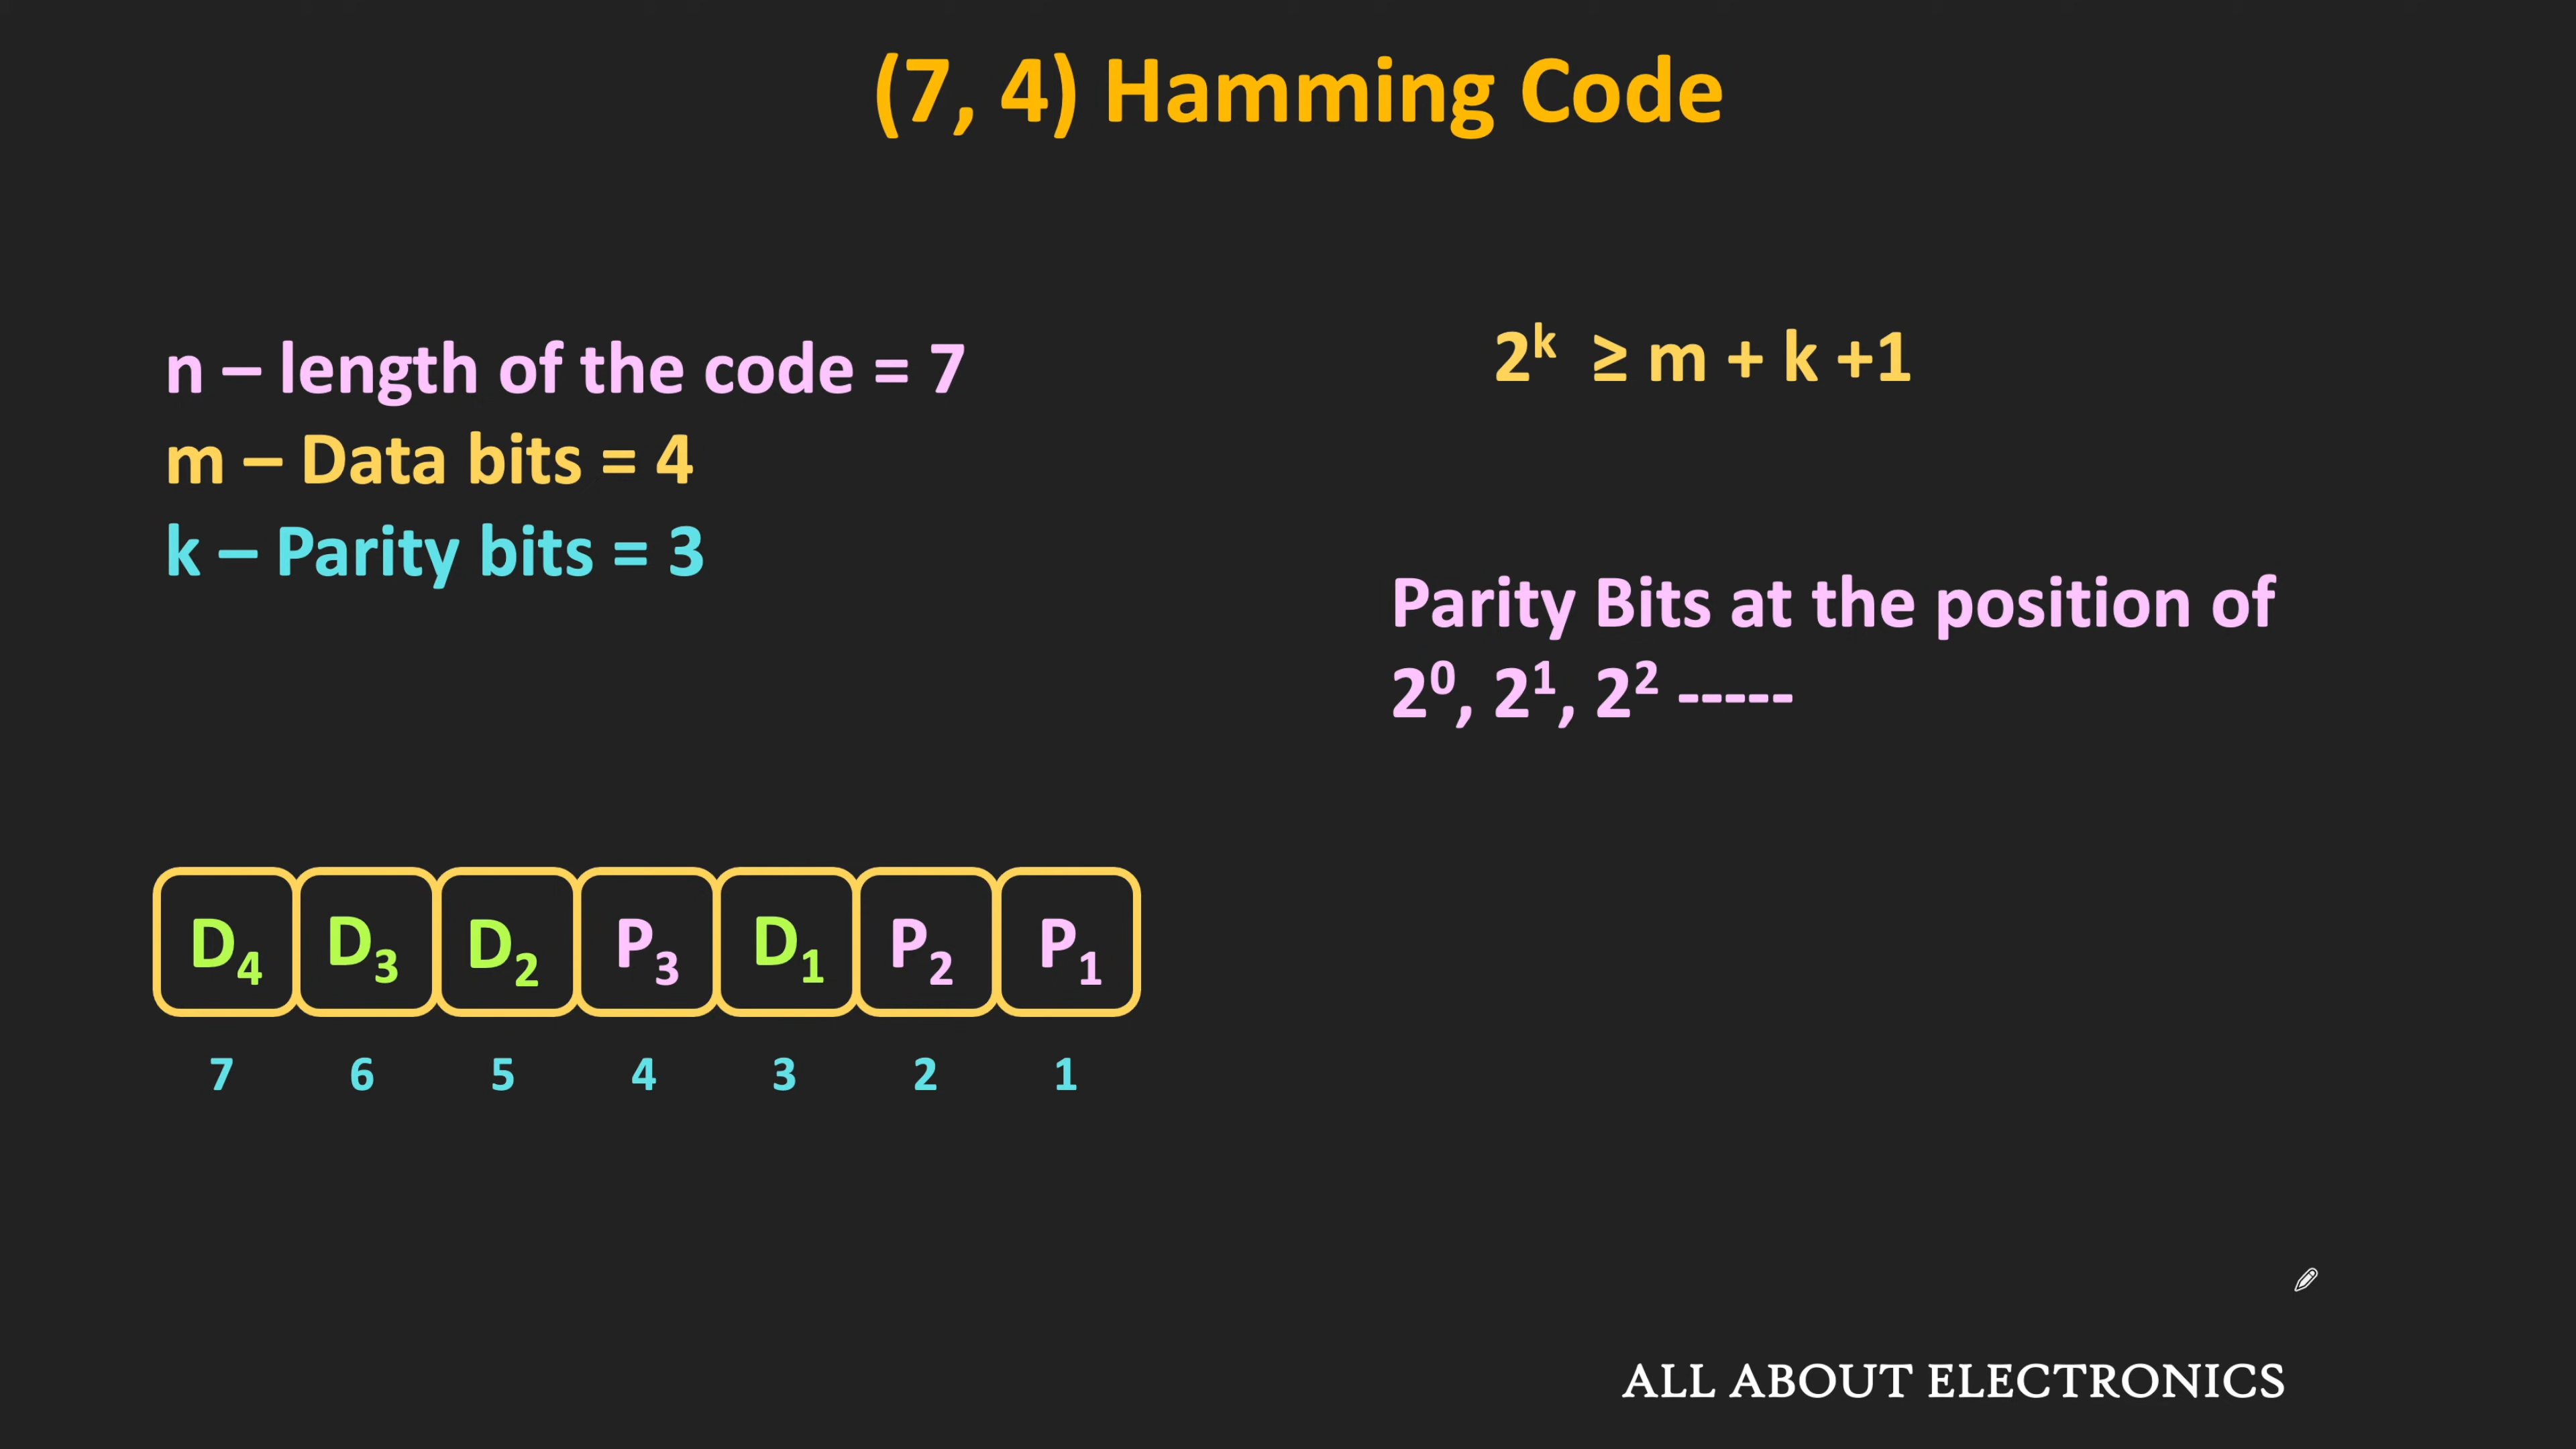 (7, 4) Hamming Code
n – length of the code = 7
m – Data bits = 4
k – Parity bits = 3
2ᵏ ≥ m + k +1
Parity Bits at the position of
2⁰, 2¹, 2² -----
D₄ D₃ D₂ P₃ D₁ P₂ P₁
7 6 5 4 3 2 1
ALL ABOUT ELECTRONICS